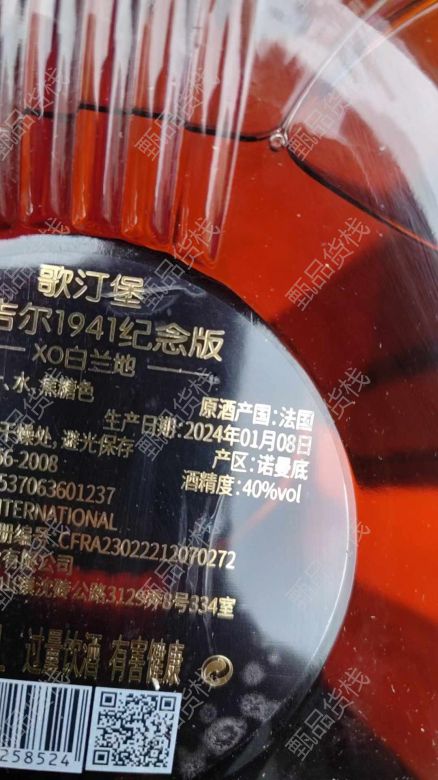 歌汀堡
吉尔1941纪念版
XO白兰地
、水、焦糖色
原酒产国:法国
生产日期:2024年01月08日
干燥处, 避光保存
产区:诺曼底
56-2008
酒精度:40%vol
537063601237
INTERNATIONAL
册编号:CFRA23022212070272
有限公司
公路3129弄8号334室
过量饮酒 有害健康
258524
甄品货栈